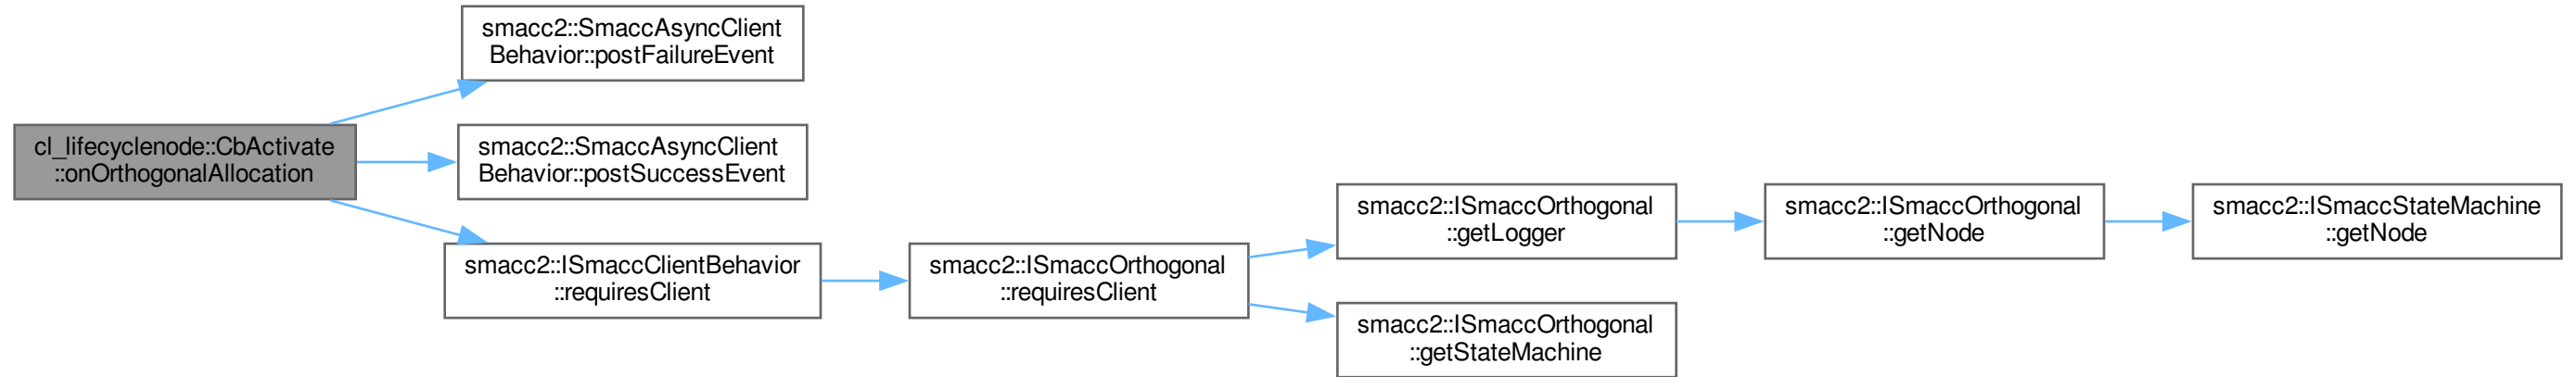 smacc2::SmaccAsyncClient
Behavior::postFailureEvent
cl_lifecyclenode::CbActivate
::onOrthogonalAllocation
smacc2::SmaccAsyncClient
Behavior::postSuccessEvent
smacc2::ISmaccClientBehavior
::requiresClient
smacc2::ISmaccOrthogonal
::requiresClient
smacc2::ISmaccOrthogonal
::getLogger
smacc2::ISmaccOrthogonal
::getNode
smacc2::ISmaccStateMachine
::getNode
smacc2::ISmaccOrthogonal
::getStateMachine